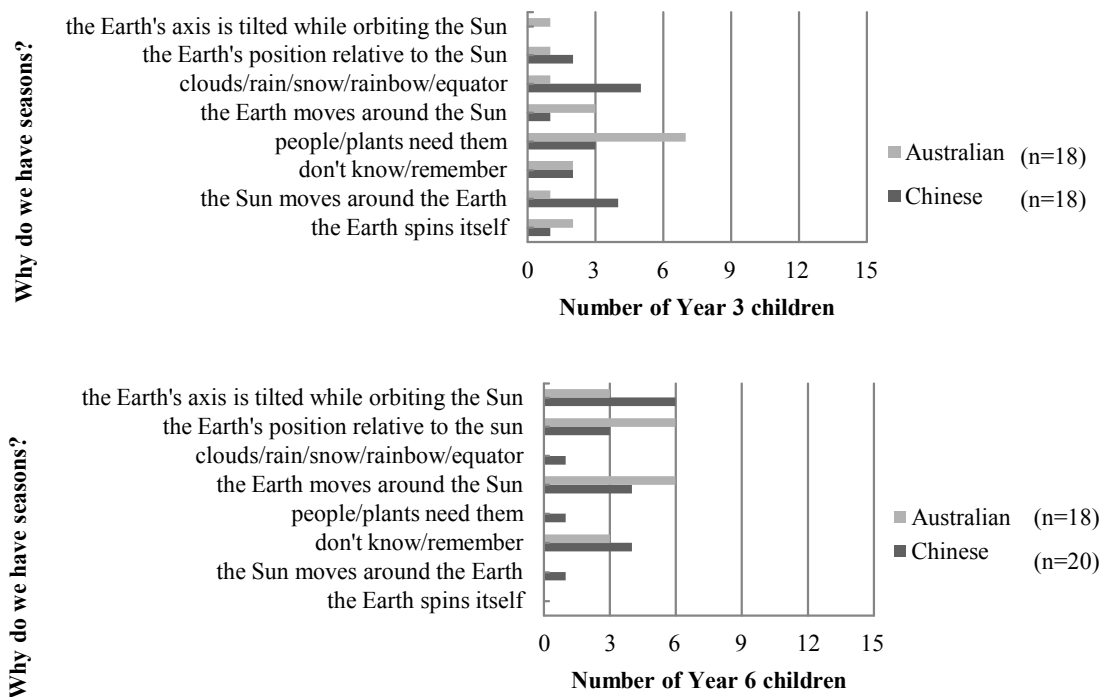 Why do we have seasons?
the Earth's axis is tilted while orbiting the Sun
the Earth's position relative to the Sun
clouds/rain/snow/rainbow/equator
the Earth moves around the Sun
people/plants need them
don't know/remember
the Sun moves around the Earth
the Earth spins itself
Australian (n=18)
Chinese (n=18)
0 3 6 9 12 15
Number of Year 3 children
Why do we have seasons?
the Earth's axis is tilted while orbiting the Sun
the Earth's position relative to the sun
clouds/rain/snow/rainbow/equator
the Earth moves around the Sun
people/plants need them
don't know/remember
the Sun moves around the Earth
the Earth spins itself
Australian (n=18)
Chinese (n=20)
0 3 6 9 12 15
Number of Year 6 children